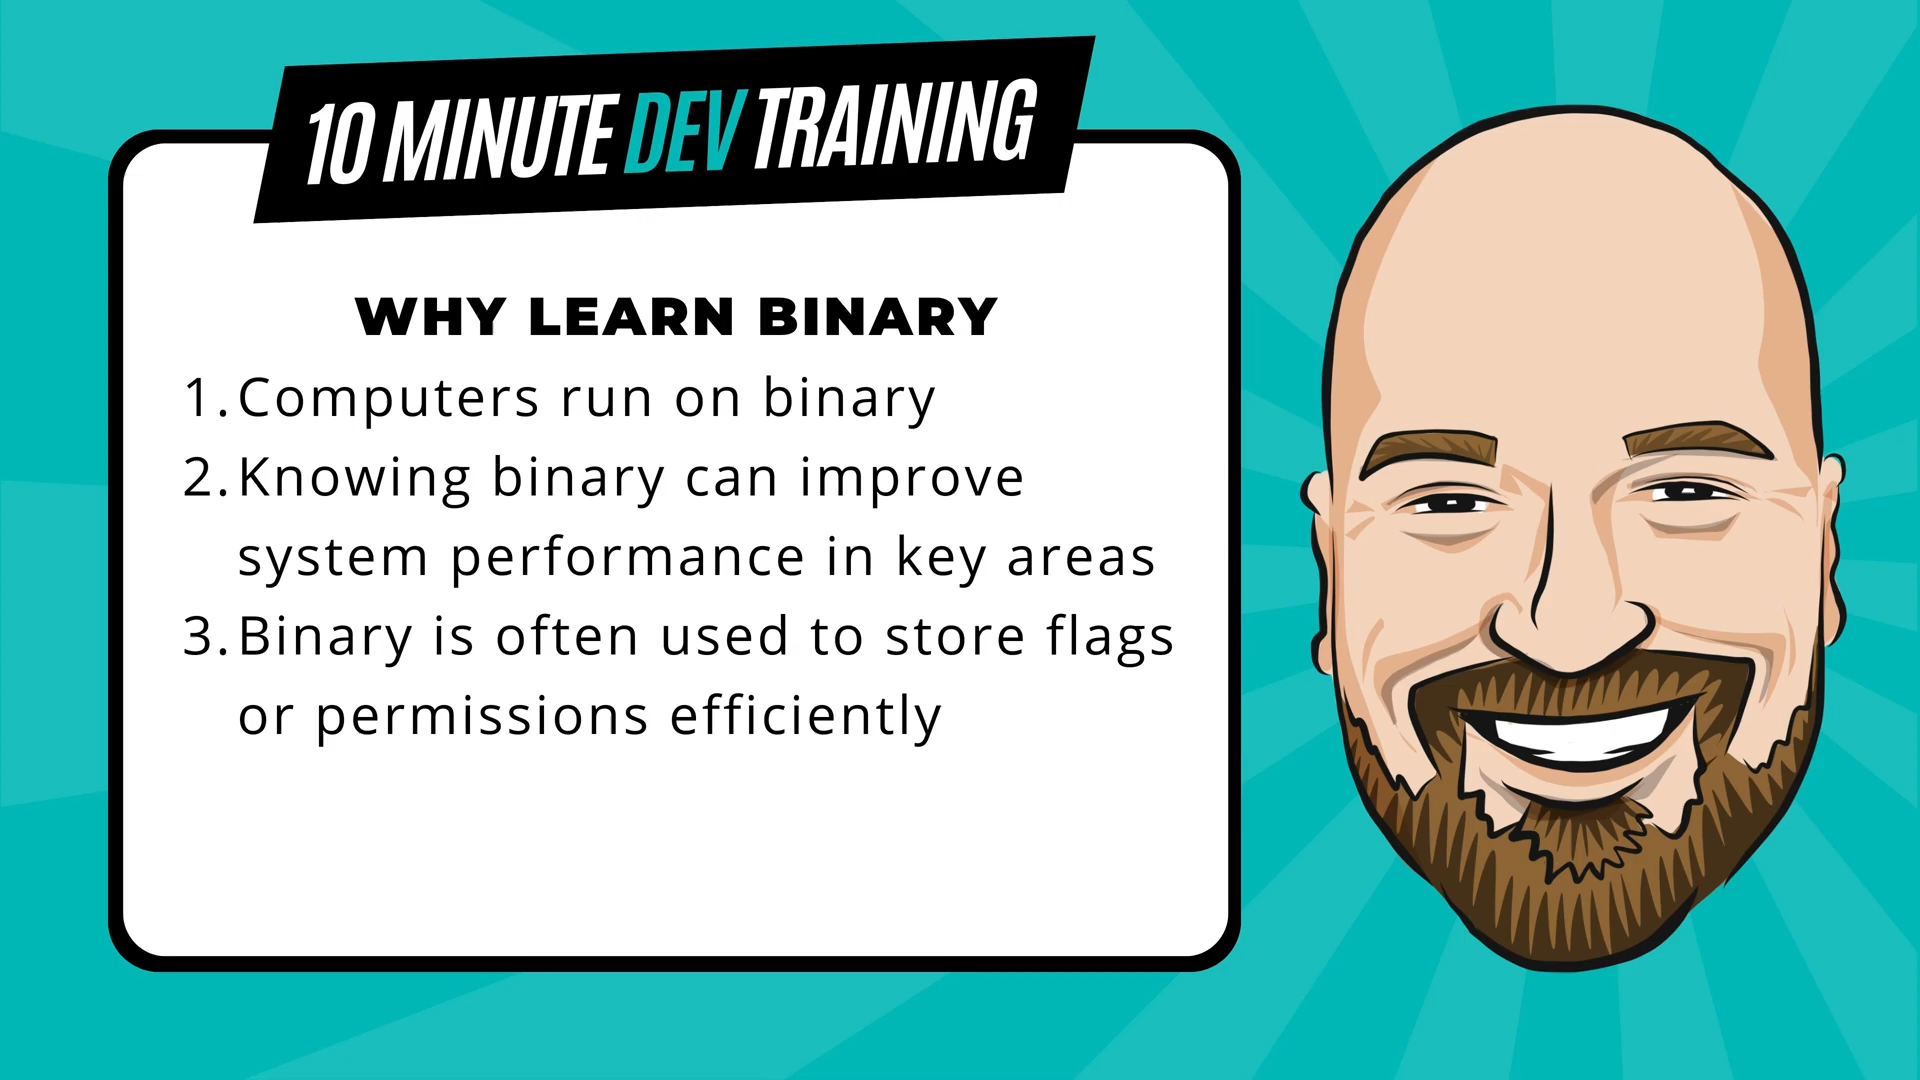 10 MINUTE DEV TRAINING
WHY LEARN BINARY
1. Computers run on binary
2. Knowing binary can improve
system performance in key areas
3. Binary is often used to store flags
or permissions efficiently